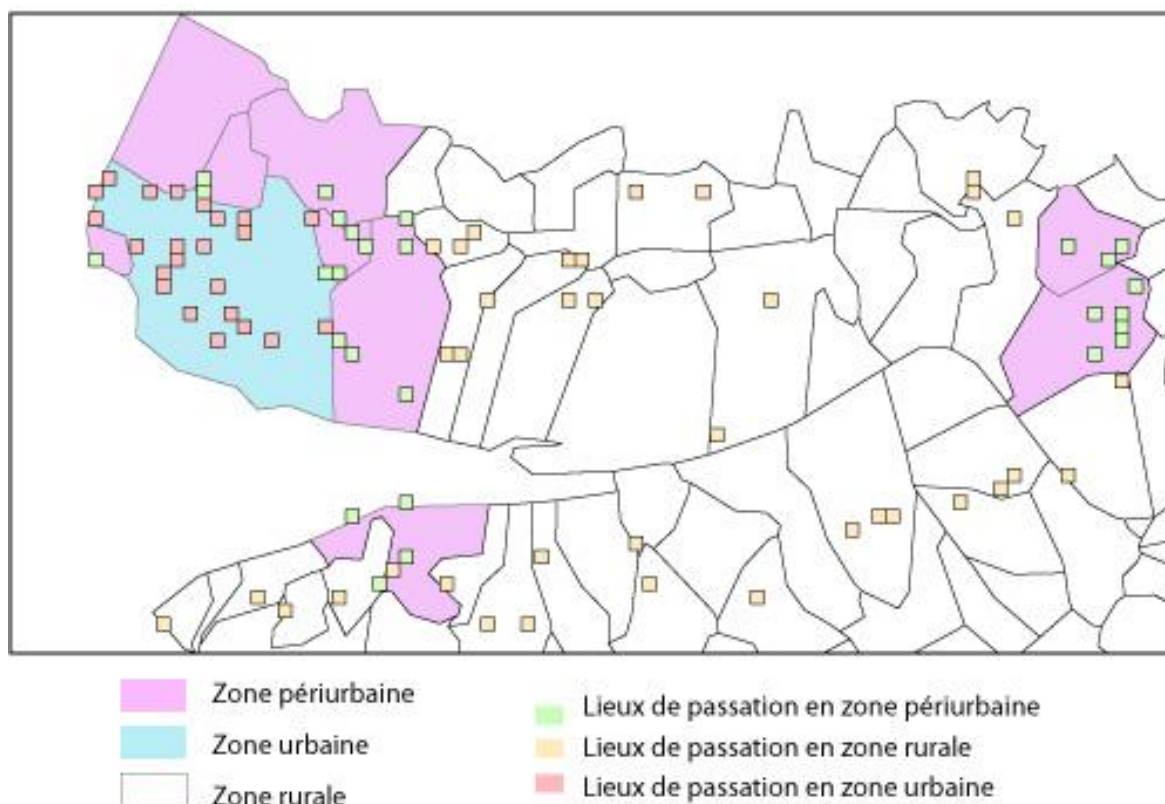 Zone périurbaine
Zone urbaine
Zone rurale
Lieux de passation en zone périurbaine
Lieux de passation en zone rurale
Lieux de passation en zone urbaine